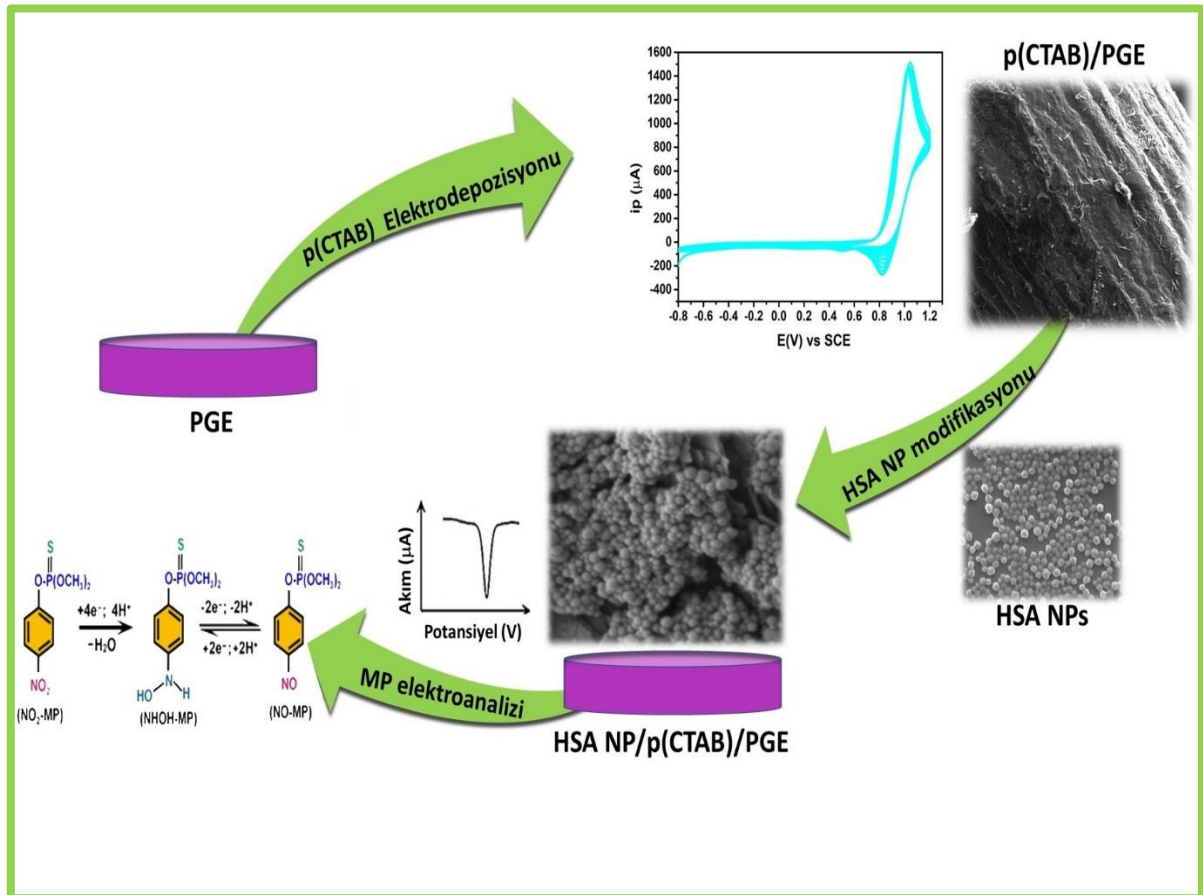 p(CTAB) Elektrodepozisyonu
PGE
1600
1400
1200
1000
800
600
400
200
0
-200
-400
ip (µA)
-0.8 -0.6 -0.4 -0.2 0.0 0.2 0.4 0.6 0.8 1.0 1.2
E(V) vs SCE
p(CTAB)/PGE
HSA NP modifikasyonu
HSA NPs
HSA NP/p(CTAB)/PGE
Akım (µA)
Potansiyel (V)
MP elektroanalizi
S
O-P(OCH₃)₂
NO₂
(NO₂-MP)
+4e⁻; 4H⁺
-H₂O
S
O-P(OCH₃)₂
N
HO H
(NHOH-MP)
-2e⁻; -2H⁺
+2e⁻; +2H⁺
S
O-P(OCH₃)₂
NO
(NO-MP)